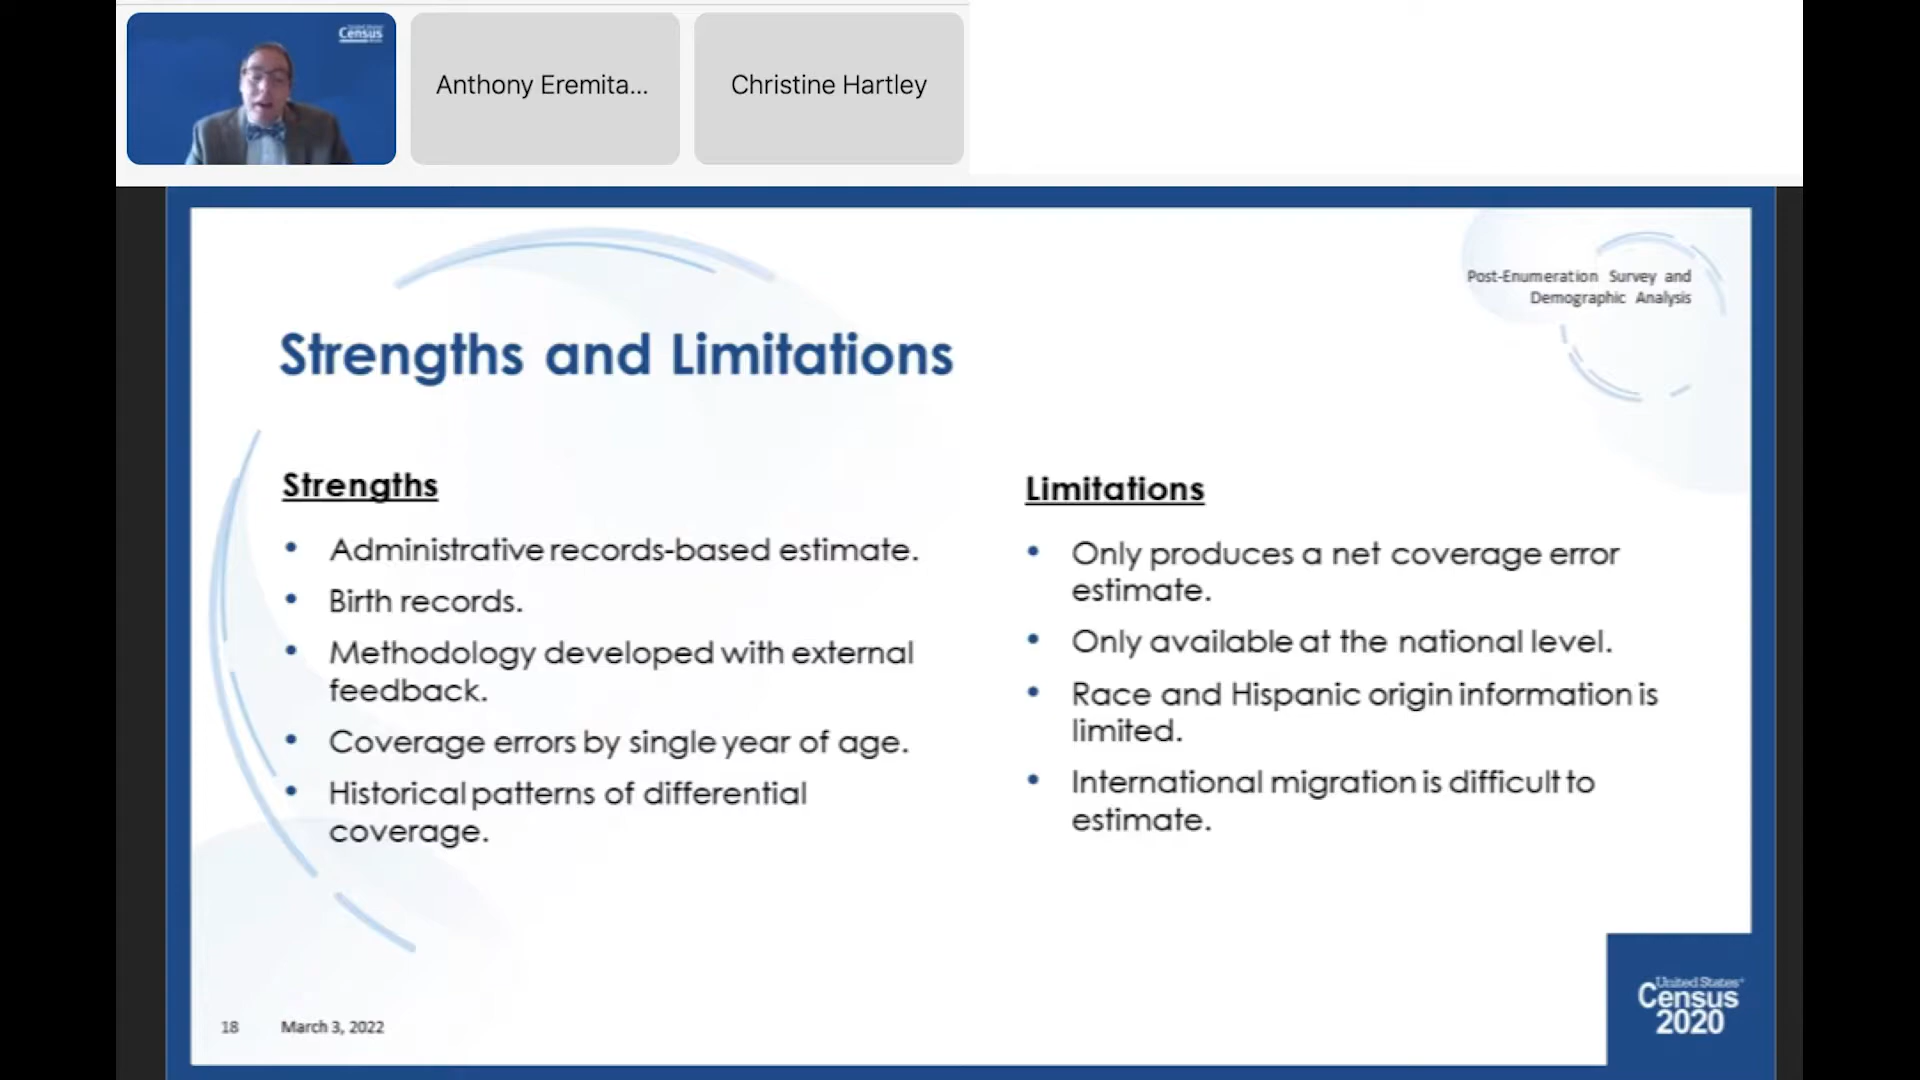 Census
Anthony Eremita...
Christine Hartley
Post-Enumeration Survey and
Demographic Analysis
Strengths and Limitations
Strengths
• Administrative records-based estimate.
• Birth records.
• Methodology developed with external
feedback.
• Coverage errors by single year of age.
• Historical patterns of differential
coverage.
Limitations
• Only produces a net coverage error
estimate.
• Only available at the national level.
• Race and Hispanic origin information is
limited.
• International migration is difficult to
estimate.
18 March 3, 2022
United States
Census
2020